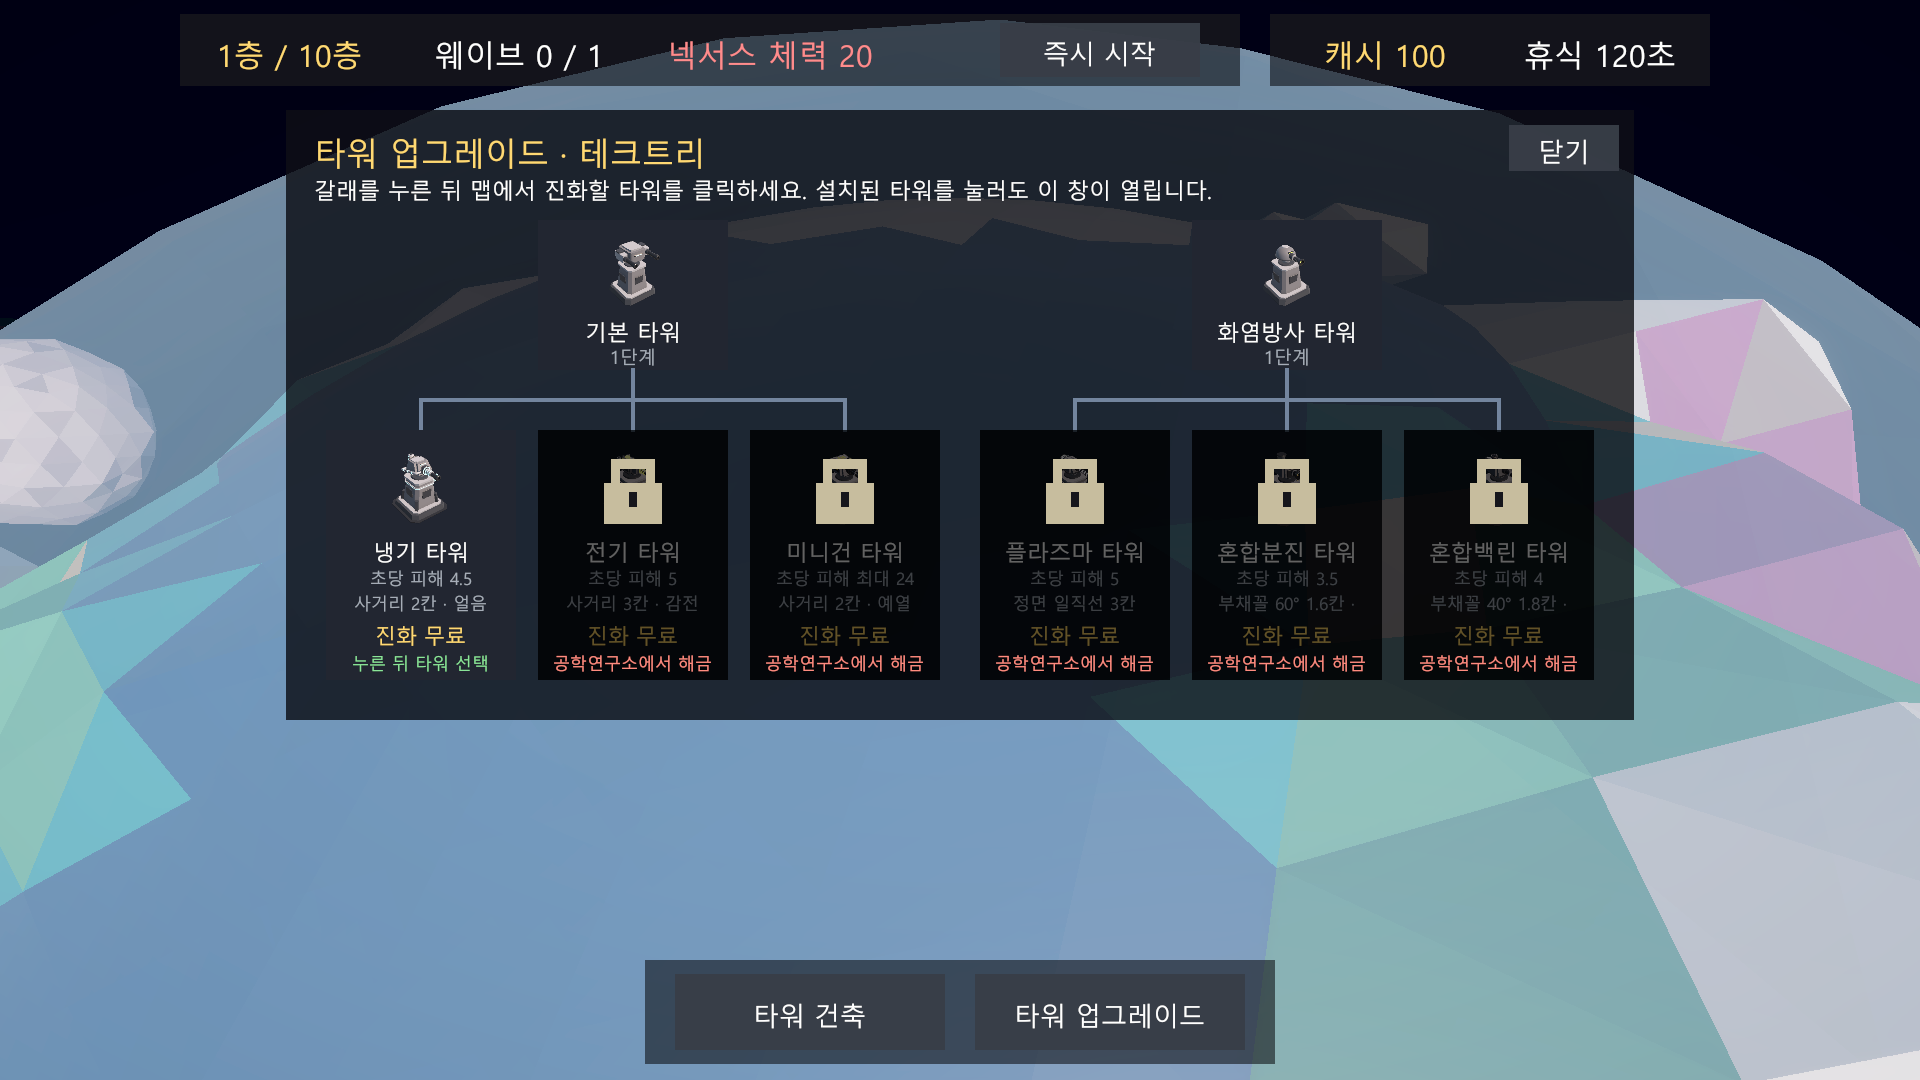 1층 / 10층 웨이브 0 / 1 넥서스 체력 20 즉시 시작 캐시 100 휴식 120초
타워 업그레이드 · 테크트리
닫기
갈래를 누른 뒤 맵에서 진화할 타워를 클릭하세요. 설치된 타워를 눌러도 이 창이 열립니다.
기본 타워
1단계
화염방사 타워
1단계
냉기 타워
초당 피해 4.5
사거리 2칸 · 얼음
진화 무료
누른 뒤 타워 선택
전기 타워
초당 피해 5
사거리 3칸 · 감전
진화 무료
공학연구소에서 해금
미니건 타워
초당 피해 최대 24
사거리 2칸 · 예열
진화 무료
공학연구소에서 해금
플라즈마 타워
초당 피해 5
정면 일직선 3칸
진화 무료
공학연구소에서 해금
혼합분진 타워
초당 피해 3.5
부채꼴 60° 1.6칸 ·
진화 무료
공학연구소에서 해금
혼합백린 타워
초당 피해 4
부채꼴 40° 1.8칸 ·
진화 무료
공학연구소에서 해금
타워 건축
타워 업그레이드